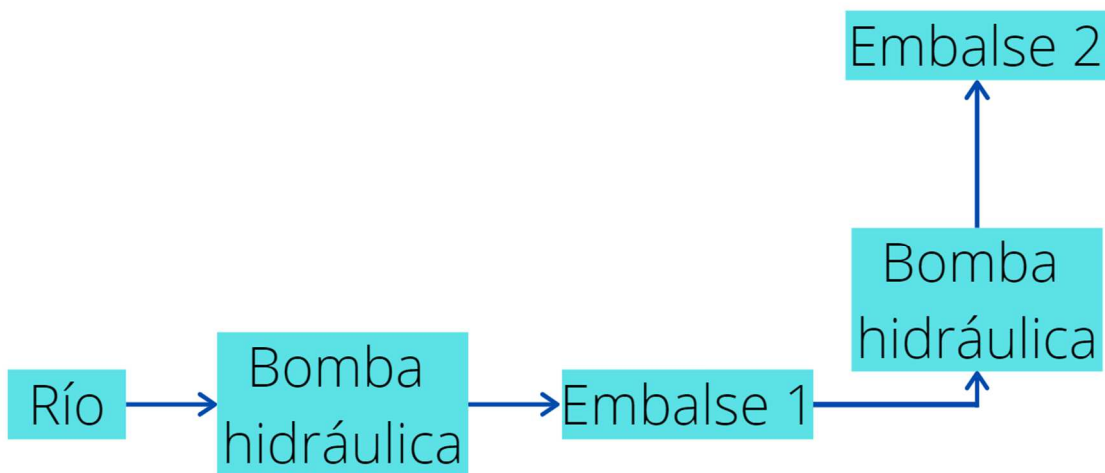 Embalse 2
Bomba
hidráulica
Río
Bomba
hidráulica
Embalse 1